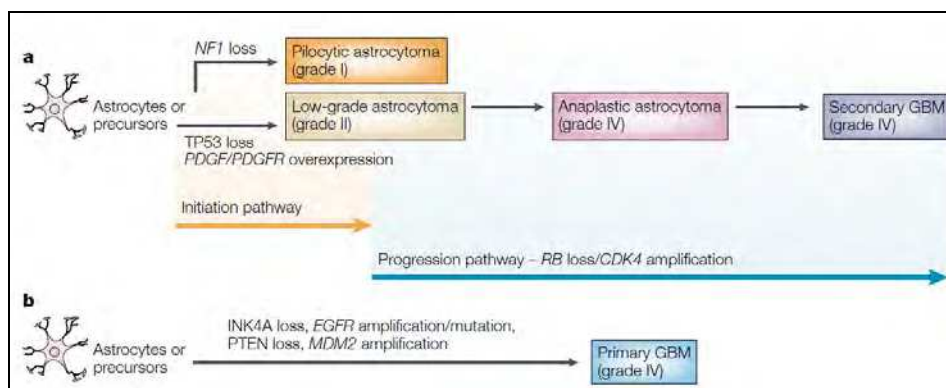 a
NF1 loss
Pilocytic astrocytoma
(grade I)
Astrocytes or
precursors
Low-grade astrocytoma
(grade II)
Anaplastic astrocytoma
(grade IV)
Secondary GBM
(grade IV)
TP53 loss
PDGF/PDGFR overexpression
Initiation pathway
Progression pathway – RB loss/CDK4 amplification
b
INK4A loss, EGFR amplification/mutation,
PTEN loss, MDM2 amplification
Astrocytes or
precursors
Primary GBM
(grade IV)